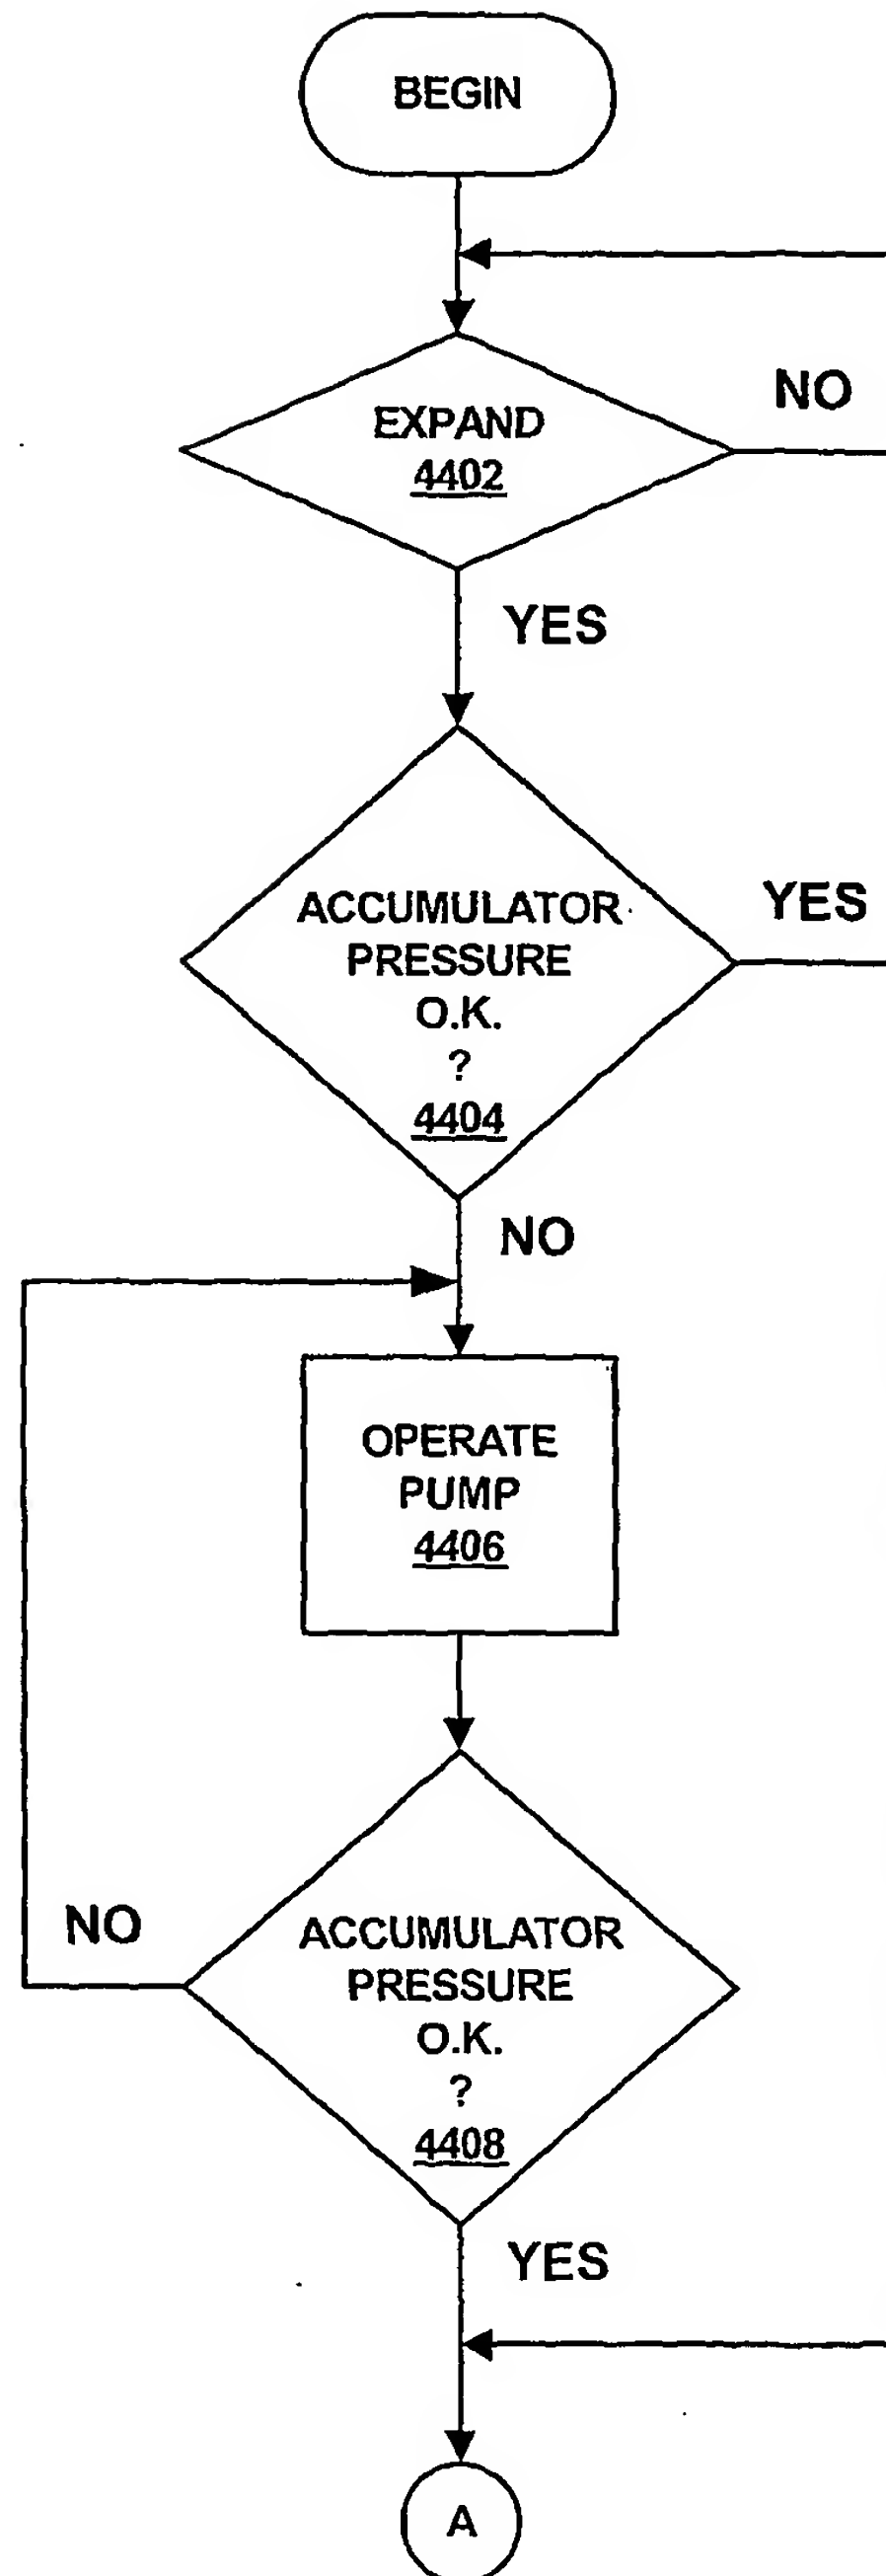 BEGIN
EXPAND
4402
NO
YES
ACCUMULATOR
PRESSURE
O.K.
?
4404
YES
NO
OPERATE
PUMP
4406
ACCUMULATOR
PRESSURE
O.K.
?
4408
NO
YES
A